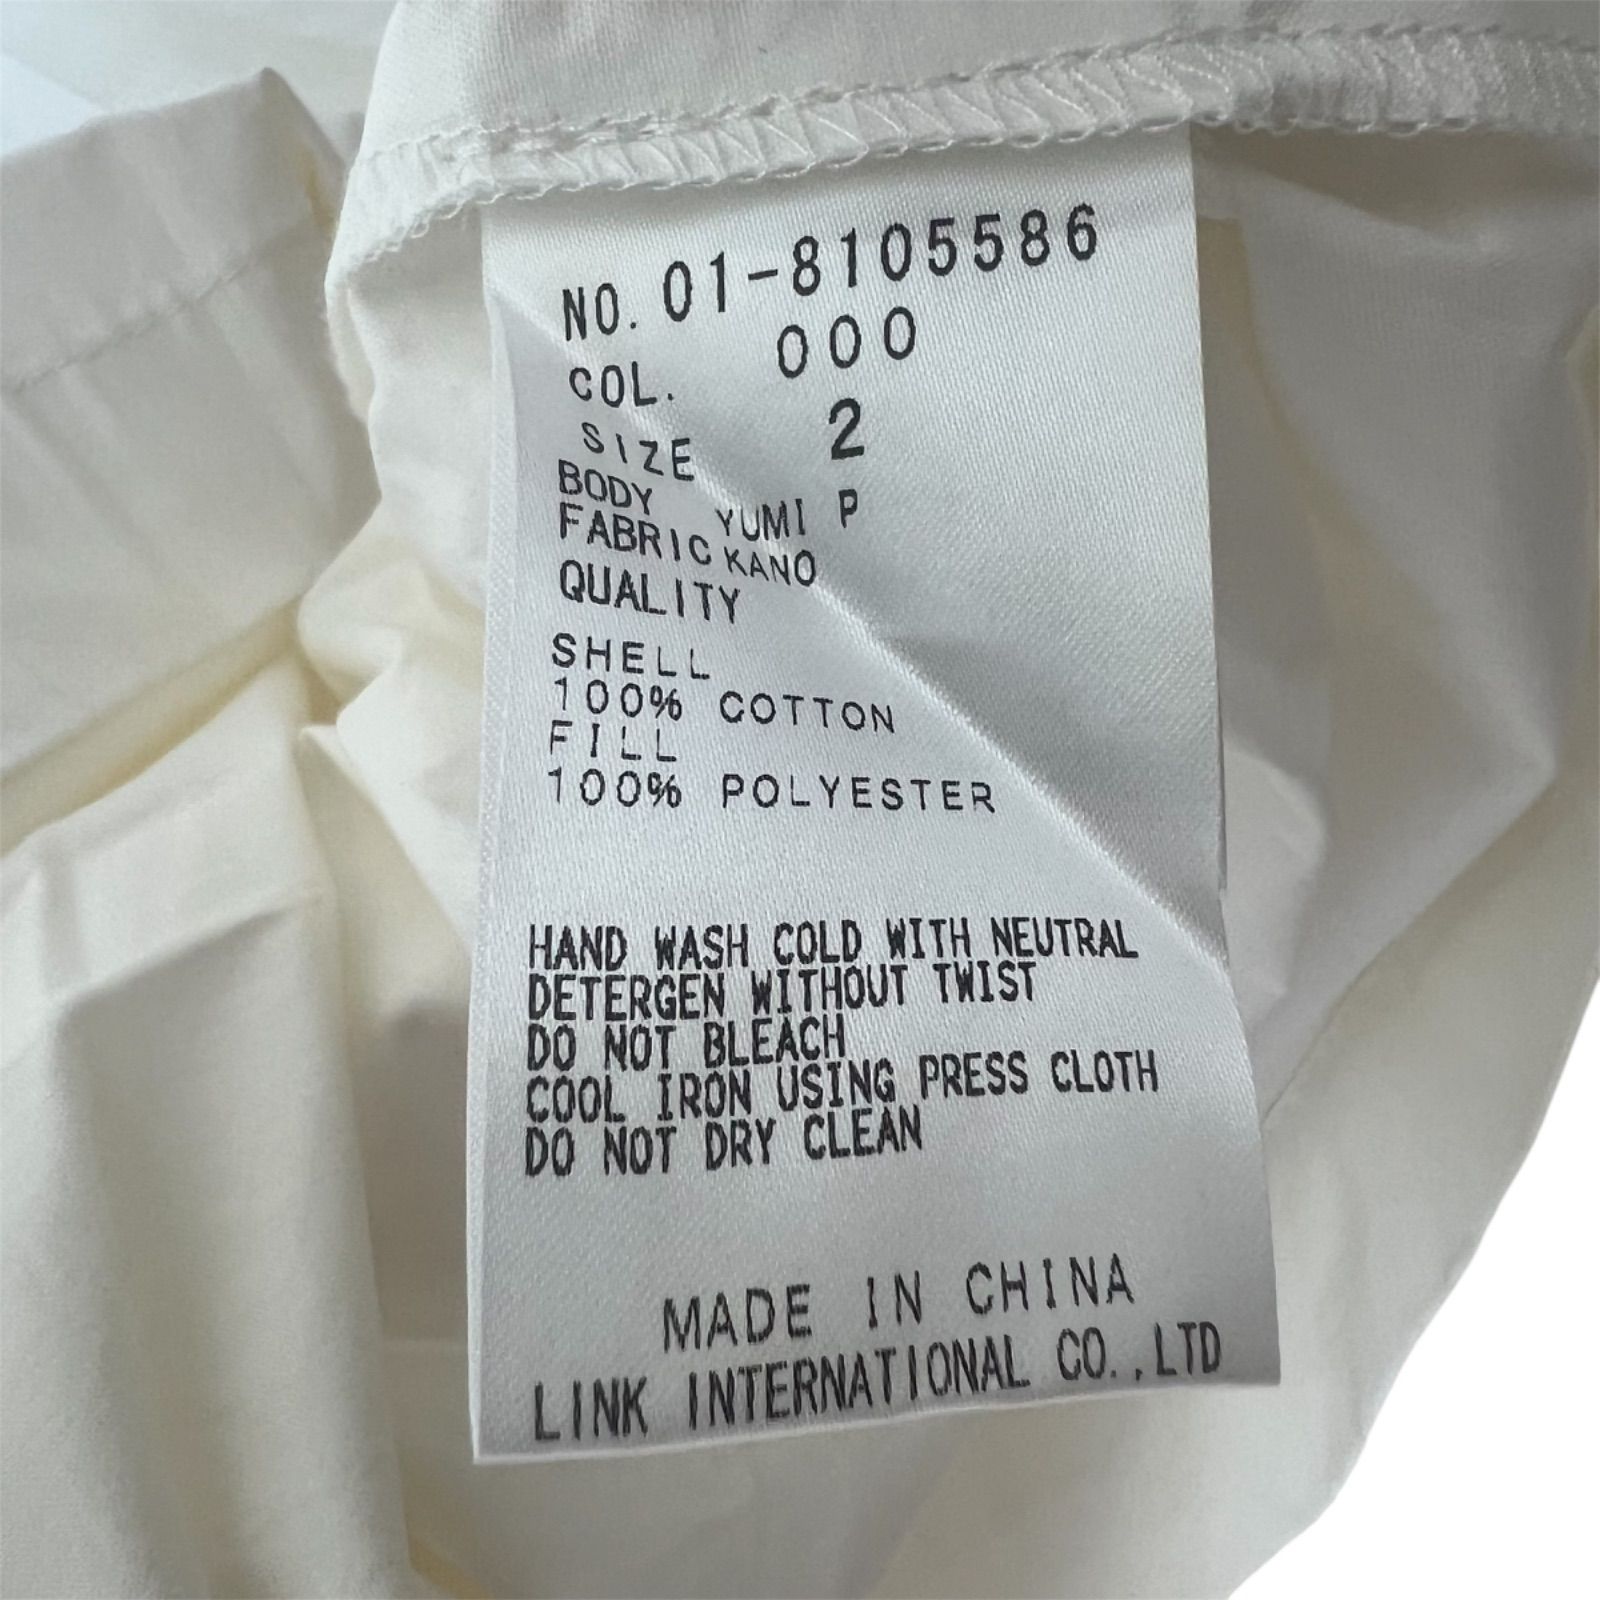 NO. 01-8105586
COL. 000
SIZE 2
BODY YUMI P
FABRIC KANO
QUALITY
SHELL
100% COTTON
FILL
100% POLYESTER
HAND WASH COLD WITH NEUTRAL
DETERGEN WITHOUT TWIST
DO NOT BLEACH
COOL IRON USING PRESS CLOTH
DO NOT DRY CLEAN
MADE IN CHINA
LINK INTERNATIONAL CO.,LTD